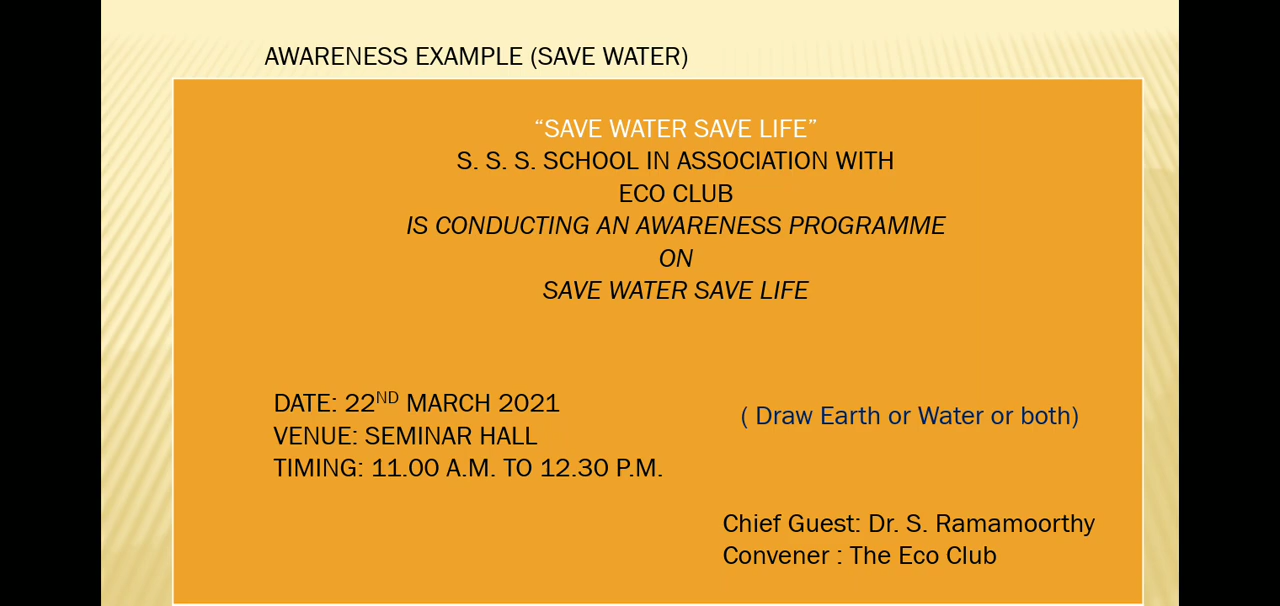 AWARENESS EXAMPLE (SAVE WATER)
“SAVE WATER SAVE LIFE”
S. S. S. SCHOOL IN ASSOCIATION WITH
ECO CLUB
IS CONDUCTING AN AWARENESS PROGRAMME
ON
SAVE WATER SAVE LIFE
DATE: 22ND MARCH 2021
VENUE: SEMINAR HALL
TIMING: 11.00 A.M. TO 12.30 P.M.
( Draw Earth or Water or both)
Chief Guest: Dr. S. Ramamoorthy
Convener : The Eco Club